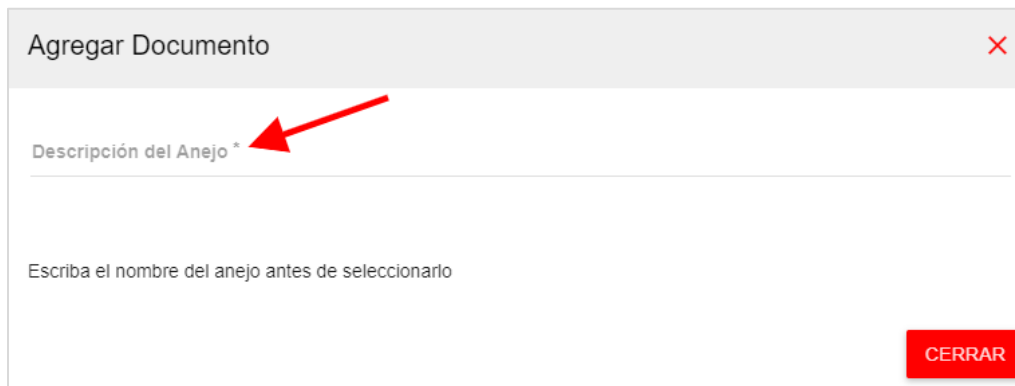 Agregar Documento
Descripción del Anejo *
Escriba el nombre del anejo antes de seleccionarlo
CERRAR